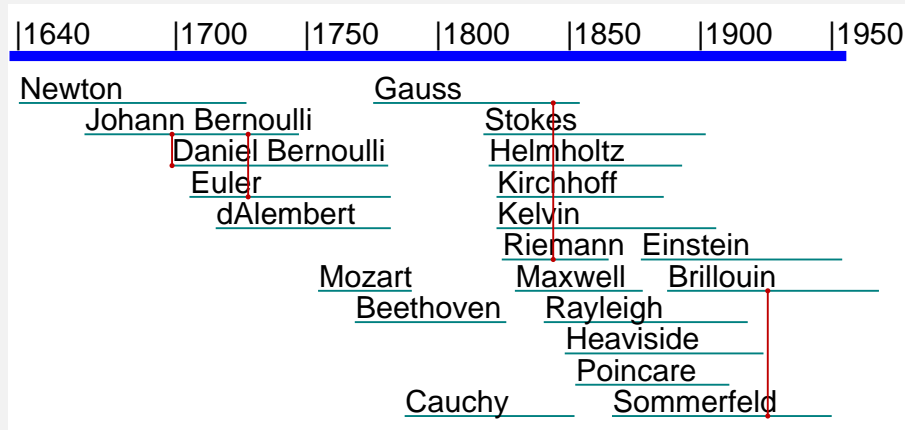 |1640 |1700 |1750 |1800 |1850 |1900 |1950
Newton Gauss
Johann Bernoulli Stokes
Daniel Bernoulli Helmholtz
Euler Kirchhoff
dAlembert Kelvin
Riemann Einstein
Mozart Maxwell Brillouin
Beethoven Rayleigh
Heaviside
Poincare
Cauchy Sommerfeld